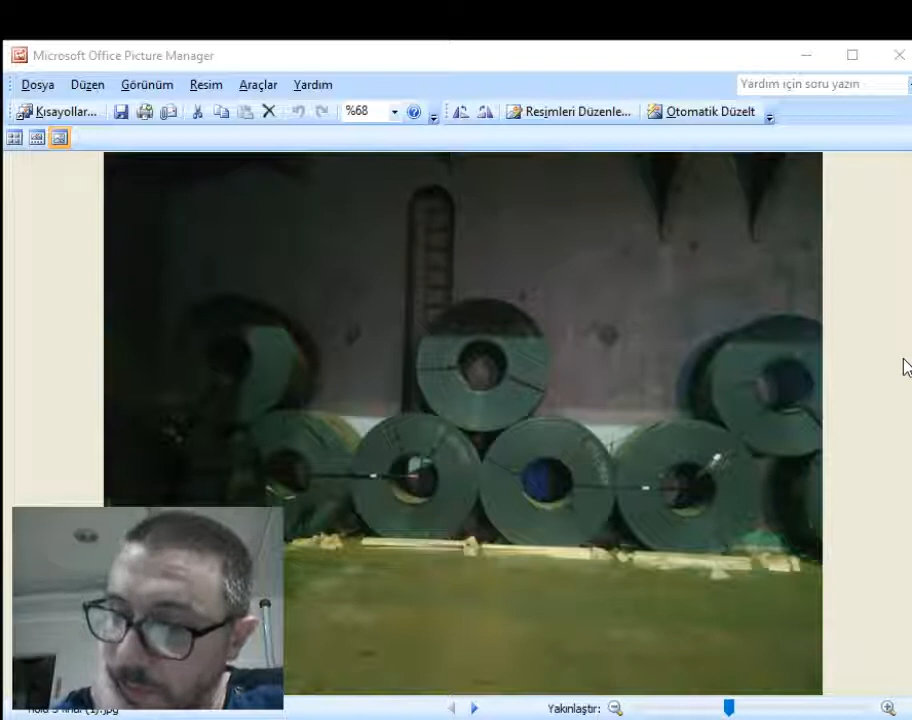 Microsoft Office Picture Manager
Dosya Düzen Görünüm Resim Araçlar Yardım
Yardım için soru yazın
Kısayollar... %68 Resimleri Düzenle... Otomatik Düzelt
Yakınlaştır: